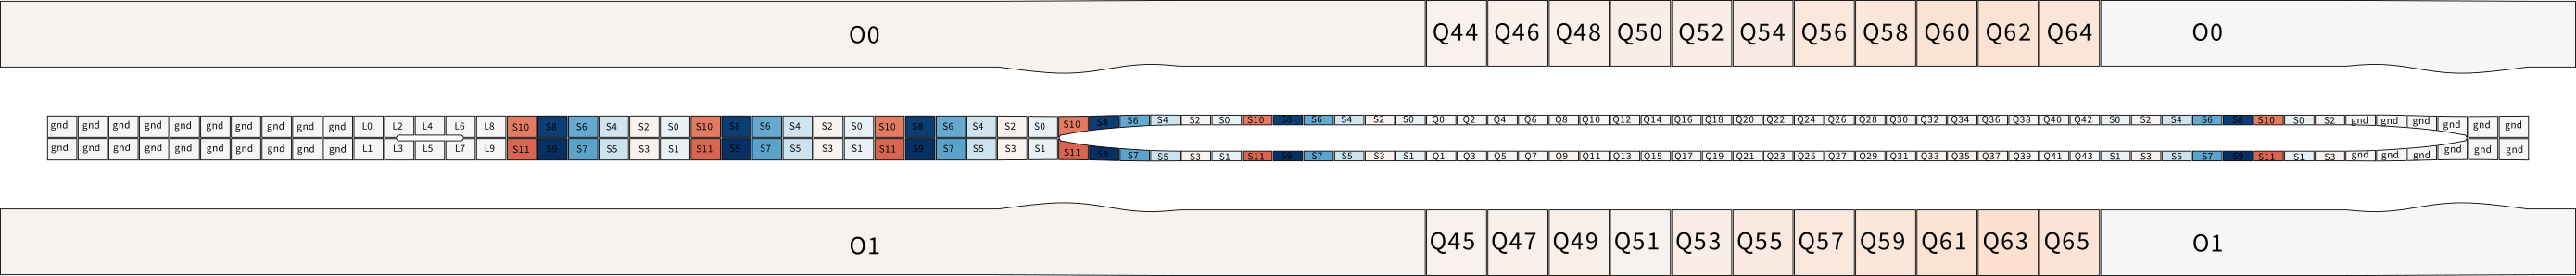 O0 Q44 Q46 Q48 Q50 Q52 Q54 Q56 Q58 Q60 Q62 Q64 O0
gnd gnd gnd gnd gnd gnd gnd gnd gnd gnd L0 L2 L4 L6 L8 S10 S8 S6 S4 S2 S0 S10 S8 S6 S4 S2 S0 S10 S8 S6 S4 S2 S0 S10 S8 S6 S4 S2 S0 S10 S8 S6 S4 S2 S0 Q0 Q2 Q4 Q6 Q8 Q10 Q12 Q14 Q16 Q18 Q20 Q22 Q24 Q26 Q28 Q30 Q32 Q34 Q36 Q38 Q40 Q42 S0 S2 S4 S6 S8 S10 S0 S2 gnd gnd gnd gnd gnd gnd
gnd gnd gnd gnd gnd gnd gnd gnd gnd gnd L1 L3 L5 L7 L9 S11 S9 S7 S5 S3 S1 S11 S9 S7 S5 S3 S1 S11 S9 S7 S5 S3 S1 S11 S9 S7 S5 S3 S1 S11 S9 S7 S5 S3 S1 Q1 Q3 Q5 Q7 Q9 Q11 Q13 Q15 Q17 Q19 Q21 Q23 Q25 Q27 Q29 Q31 Q33 Q35 Q37 Q39 Q41 Q43 S1 S3 S5 S7 S9 S11 S1 S3 gnd gnd gnd gnd gnd gnd
O1 Q45 Q47 Q49 Q51 Q53 Q55 Q57 Q59 Q61 Q63 Q65 O1